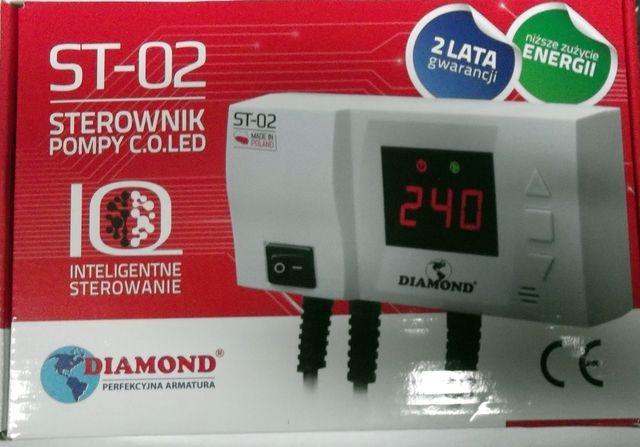 ST-02
STEROWNIK
POMPY C.O.LED
IQ
INTELIGENTNE
STEROWANIE
2 LATA
gwarancji
niższe zużycie
ENERGII
ST-02
MADE IN
POLAND
240
DIAMOND
DIAMOND®
PERFEKCYJNA ARMATURA
CE